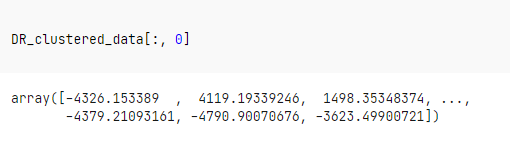 DR_clustered_data[:, 0]
array([-4326.153389  ,  4119.19339246,  1498.35348374, ...,
       -4379.21093161, -4790.90070676, -3623.49900721])